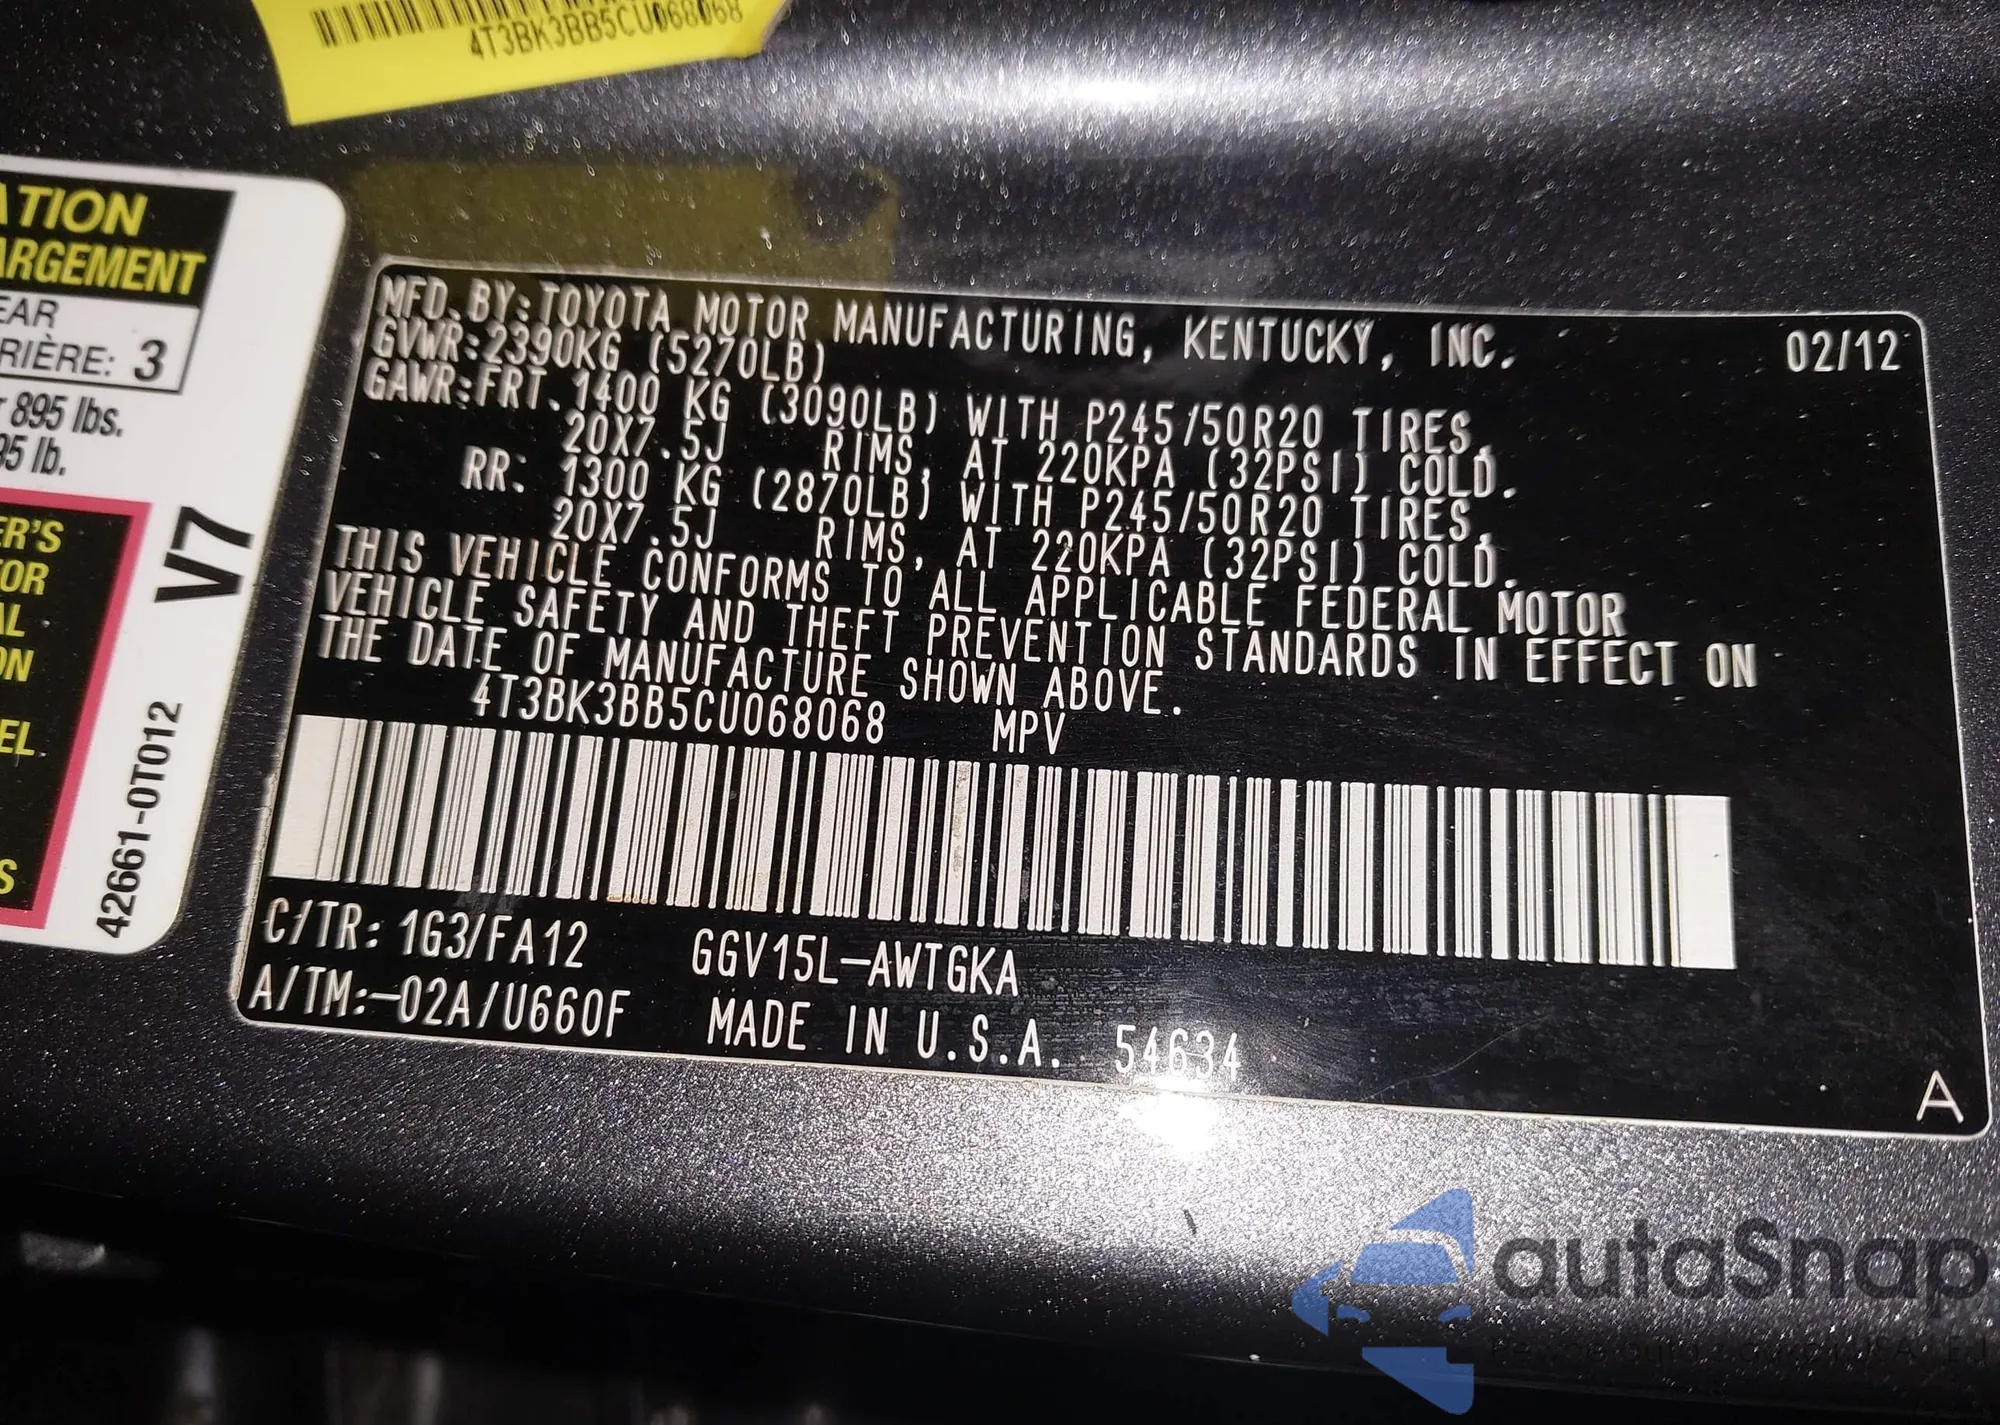 4T3BK3BB5CU068068
ATION
ARGEMENT
EAR
RIÈRE: 3
895 lbs.
95 lb.
ER'S
TOR
AL
ON
EL
S
V7
42661-0T012
MFD. BY: TOYOTA MOTOR MANUFACTURING, KENTUCKY, INC. 02/12
GVWR: 2390KG (5270LB)
GAWR: FRT. 1400 KG (3090LB) WITH P245/50R20 TIRES,
20X7.5J RIMS, AT 220KPA (32PSI) COLD.
RR: 1300 KG (2870LB) WITH P245/50R20 TIRES,
20X7.5J RIMS, AT 220KPA (32PSI) COLD.
THIS VEHICLE CONFORMS TO ALL APPLICABLE FEDERAL MOTOR
VEHICLE SAFETY AND THEFT PREVENTION STANDARDS IN EFFECT ON
THE DATE OF MANUFACTURE SHOWN ABOVE.
4T3BK3BB5CU068068 MPV
C/TR: 1G3/FA12 GGV15L-AWTGKA
A/TM:-02A/U660F MADE IN U.S.A. 54634
A
autaSnap